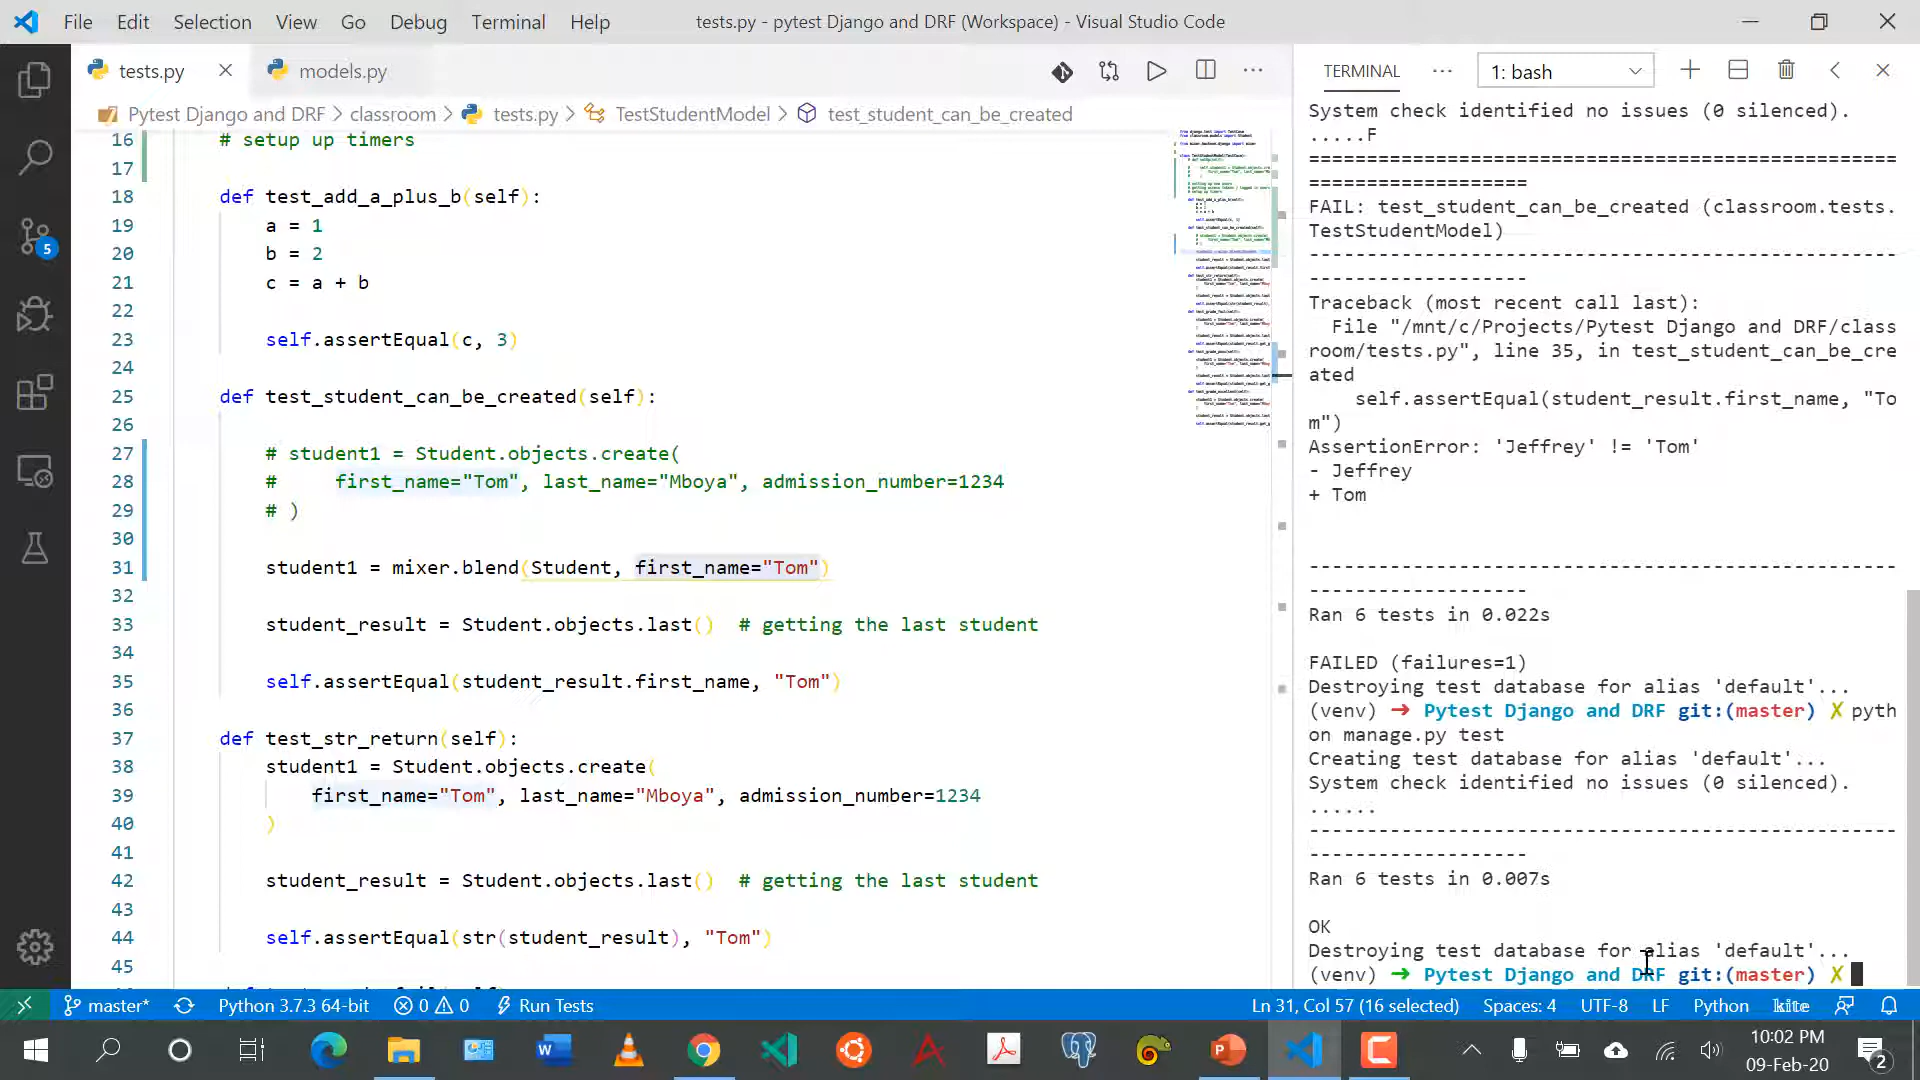 File Edit Selection View Go Debug Terminal Help tests.py - pytest Django and DRF (Workspace) - Visual Studio Code
tests.py models.py
Pytest Django and DRF classroom tests.py TestStudentModel test_student_can_be_created
16 # setup up timers
17
18 def test_add_a_plus_b(self):
19 a = 1
20 b = 2
21 c = a + b
22
23 self.assertEqual(c, 3)
24
25 def test_student_can_be_created(self):
26
27 # student1 = Student.objects.create(
28 # first_name="Tom", last_name="Mboya", admission_number=1234
29 # )
30
31 student1 = mixer.blend(Student, first_name="Tom")
32
33 student_result = Student.objects.last() # getting the last student
34
35 self.assertEqual(student_result.first_name, "Tom")
36
37 def test_str_return(self):
38 student1 = Student.objects.create(
39 first_name="Tom", last_name="Mboya", admission_number=1234
40 )
41
42 student_result = Student.objects.last() # getting the last student
43
44 self.assertEqual(str(student_result), "Tom")
45
TERMINAL 1: bash
System check identified no issues (0 silenced).
.....F
======================================================================
FAIL: test_student_can_be_created (classroom.tests.
TestStudentModel)
----------------------------------------------------------------------
Traceback (most recent call last):
File "/mnt/c/Projects/Pytest Django and DRF/class
room/tests.py", line 35, in test_student_can_be_cre
ated
self.assertEqual(student_result.first_name, "To
m")
AssertionError: 'Jeffrey' != 'Tom'
- Jeffrey
+ Tom
----------------------------------------------------------------------
Ran 6 tests in 0.022s
FAILED (failures=1)
Destroying test database for alias 'default'...
(venv) ➜ Pytest Django and DRF git:(master) ✗ pyth
on manage.py test
Creating test database for alias 'default'...
System check identified no issues (0 silenced).
......
----------------------------------------------------------------------
Ran 6 tests in 0.007s
OK
Destroying test database for alias 'default'...
(venv) ➜ Pytest Django and DRF git:(master) ✗
5
master* Python 3.7.3 64-bit 0 0 Run Tests Ln 31, Col 57 (16 selected) Spaces: 4 UTF-8 LF Python kite
10:02 PM
09-Feb-20
2